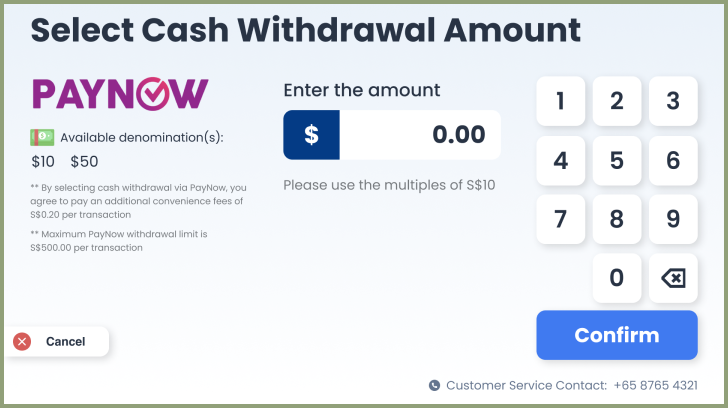 Select Cash Withdrawal Amount
PAYNOW
Available denomination(s):
$10 $50
** By selecting cash withdrawal via PayNow, you
agree to pay an additional convenience fees of
S$0.20 per transaction
** Maximum PayNow withdrawal limit is
S$500.00 per transaction
Enter the amount
$ 0.00
Please use the multiples of S$10
1 2 3
4 5 6
7 8 9
0
Confirm
Cancel
Customer Service Contact: +65 8765 4321